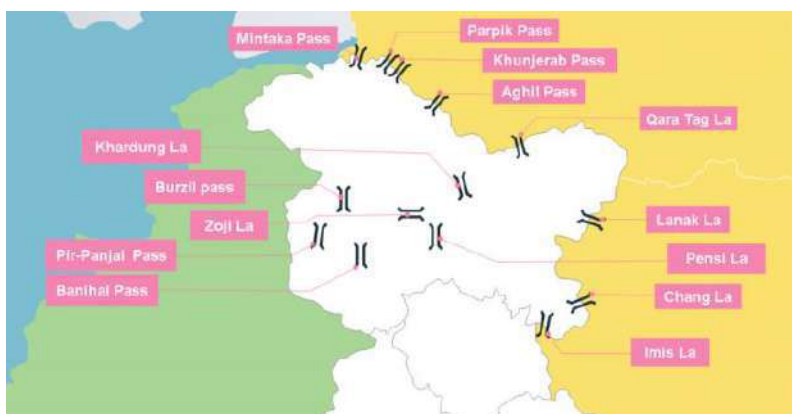 Mintaka Pass
Parpik Pass
Khunjerab Pass
Aghil Pass
Qara Tag La
Khardung La
Burzil pass
Zoji La
Lanak La
Pir-Panjal Pass
Pensi La
Banihal Pass
Chang La
Imis La